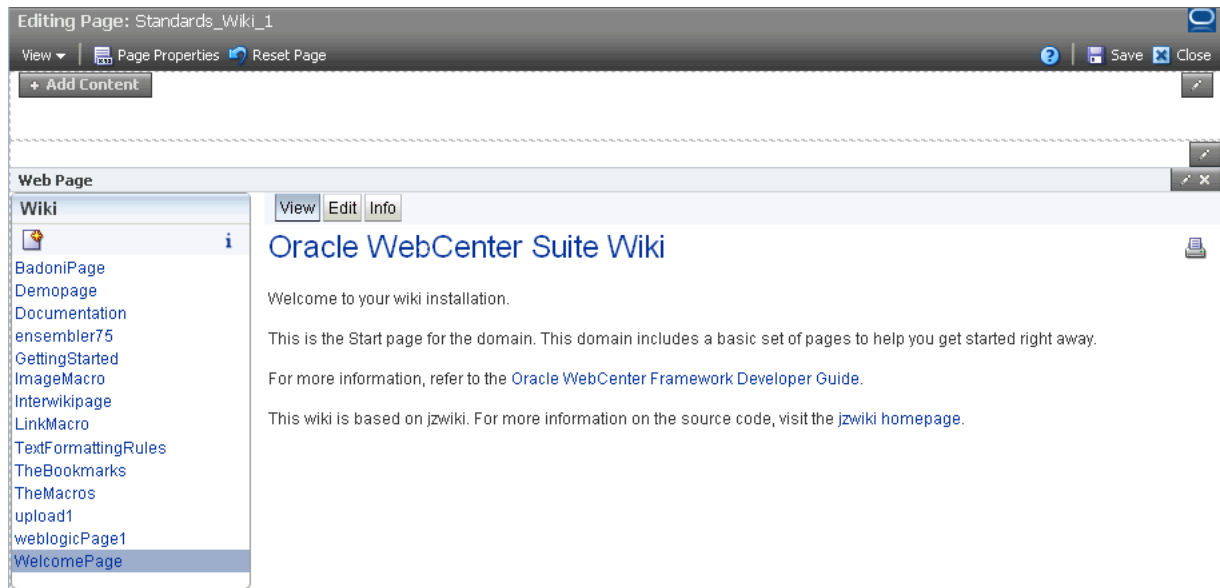 Editing Page: Standards_Wiki_1
View Page Properties Reset Page Save Close
+ Add Content
Web Page
Wiki
BadoniPage
Demopage
Documentation
ensembler75
GettingStarted
ImageMacro
Interwikipage
LinkMacro
TextFormattingRules
TheBookmarks
TheMacros
upload1
weblogicPage1
WelcomePage
View Edit Info
Oracle WebCenter Suite Wiki
Welcome to your wiki installation.
This is the Start page for the domain. This domain includes a basic set of pages to help you get started right away.
For more information, refer to the Oracle WebCenter Framework Developer Guide.
This wiki is based on jzwiki. For more information on the source code, visit the jzwiki homepage.